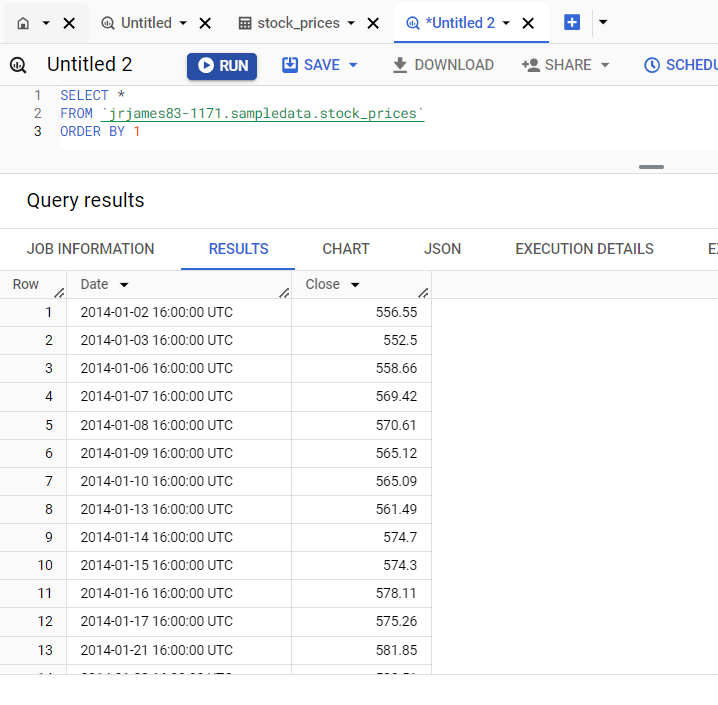 Untitled stock_prices *Untitled 2
Untitled 2 RUN SAVE DOWNLOAD SHARE SCHEDU
1 SELECT *
2 FROM `jrjames83-1171.sampledata.stock_prices`
3 ORDER BY 1
Query results
JOB INFORMATION RESULTS CHART JSON EXECUTION DETAILS
Row Date Close
1 2014-01-02 16:00:00 UTC 556.55
2 2014-01-03 16:00:00 UTC 552.5
3 2014-01-06 16:00:00 UTC 558.66
4 2014-01-07 16:00:00 UTC 569.42
5 2014-01-08 16:00:00 UTC 570.61
6 2014-01-09 16:00:00 UTC 565.12
7 2014-01-10 16:00:00 UTC 565.09
8 2014-01-13 16:00:00 UTC 561.49
9 2014-01-14 16:00:00 UTC 574.7
10 2014-01-15 16:00:00 UTC 574.3
11 2014-01-16 16:00:00 UTC 578.11
12 2014-01-17 16:00:00 UTC 575.26
13 2014-01-21 16:00:00 UTC 581.85